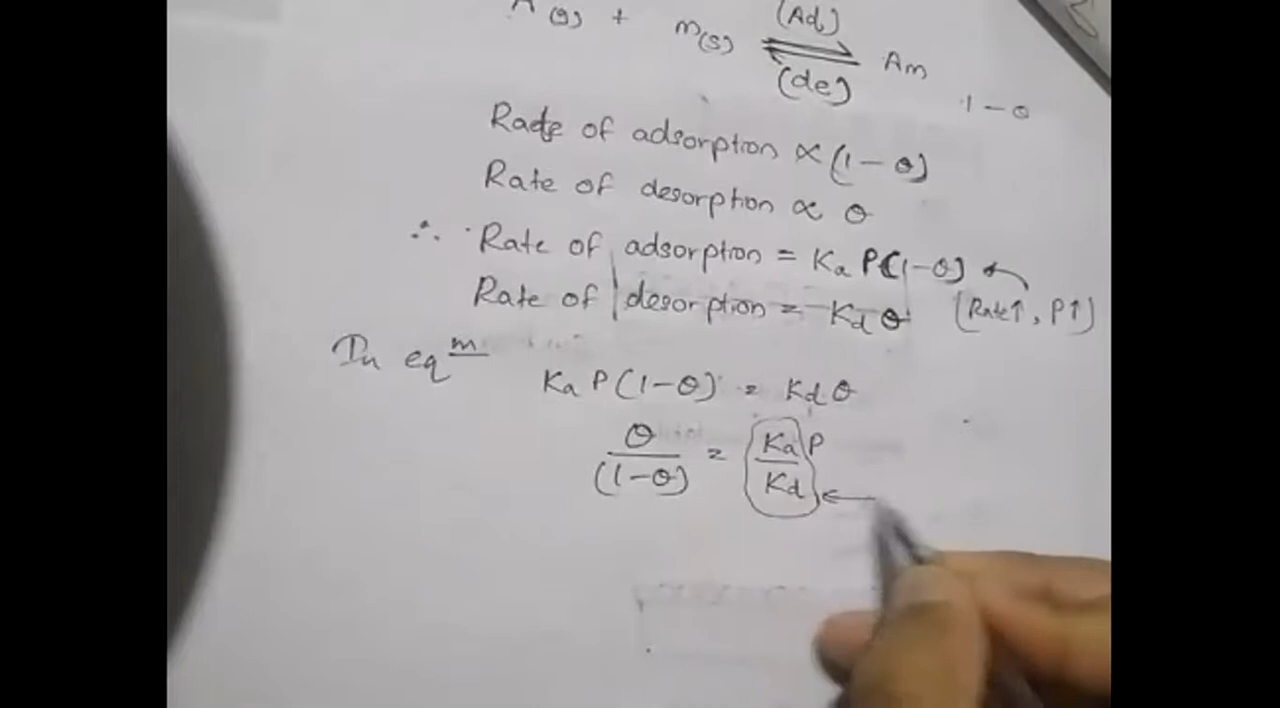 A(g) + m(s) ⇌ (Ad) (de) Am
1 - θ
Rate of adsorption ∝ (1 - θ)
Rate of desorption ∝ θ
∴ Rate of adsorption = Ka P(1-θ) ←
Rate of desorption = Kd θ (Rate↑, P↑)
In eq^m
Ka P(1-θ) = Kd θ
θ/(1-θ) = Ka/Kd P ←